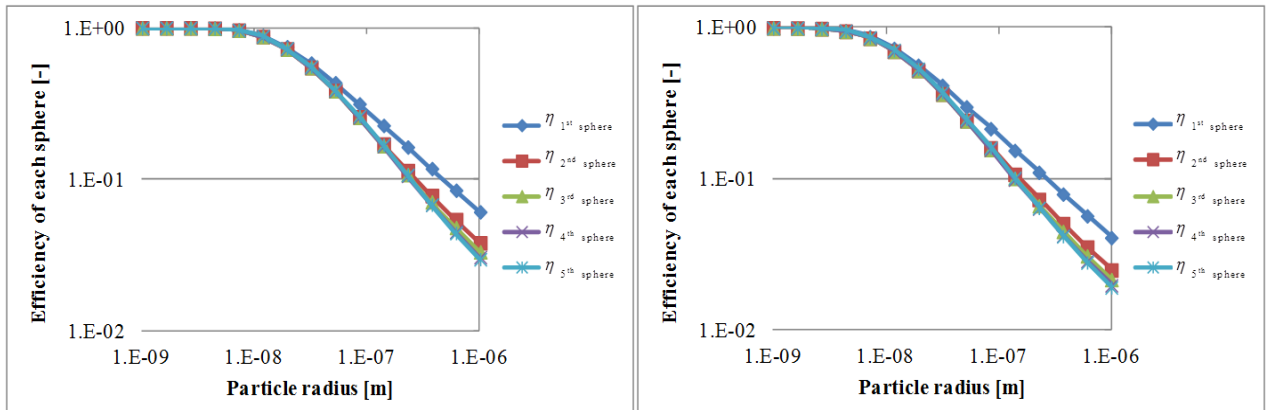 Efficiency of each sphere [-]
1.E+00
1.E-01
1.E-02
1.E-09 1.E-08 1.E-07 1.E-06
Particle radius [m]
η 1st sphere
η 2nd sphere
η 3rd sphere
η 4th sphere
η 5th sphere
Efficiency of each sphere [-]
1.E+00
1.E-01
1.E-02
1.E-09 1.E-08 1.E-07 1.E-06
Particle radius [m]
η 1st sphere
η 2nd sphere
η 3rd sphere
η 4th sphere
η 5th sphere